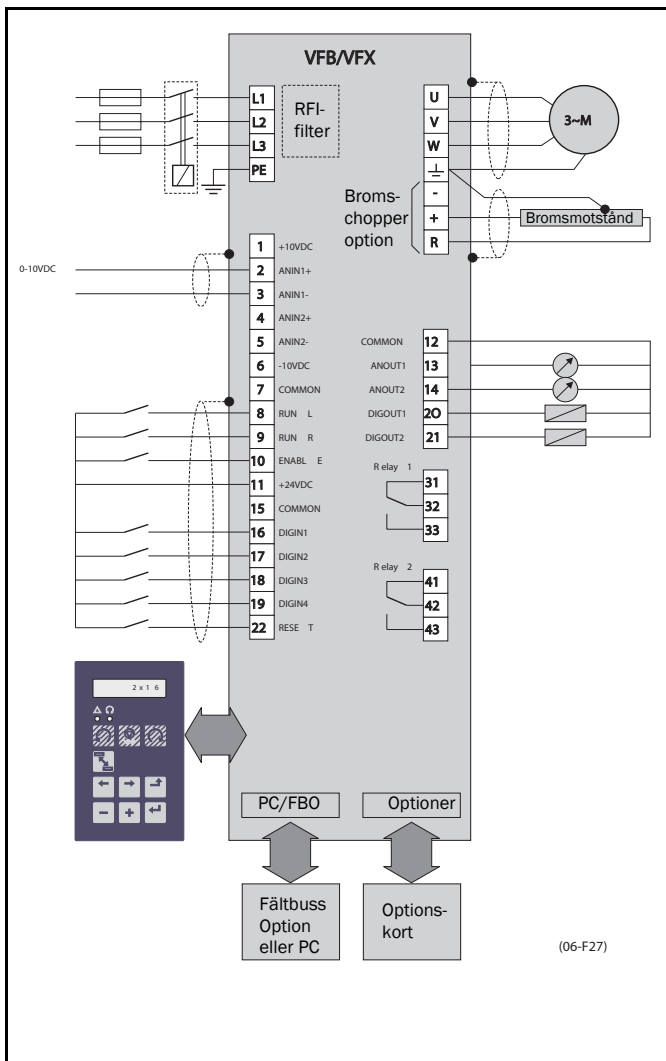 VFB/VFX
L1
L2
L3
PE
RFI-
filter
U
V
W
-
+
R
3~M
Broms-
chopper
option
Bromsmotstånd
0-10VDC
1 +10VDC
2 ANIN1+
3 ANIN1-
4 ANIN2+
5 ANIN2-
6 -10VDC
7 COMMON
8 RUN L
9 RUN R
10 ENABL E
11 +24VDC
15 COMMON
16 DIGIN1
17 DIGIN2
18 DIGIN3
19 DIGIN4
22 RESE T
COMMON 12
ANOUT1 13
ANOUT2 14
DIGOUT1 20
DIGOUT2 21
R elay 1
31
32
33
R elay 2
41
42
43
2 x 1 6
- +
PC/FBO
Optioner
Fältbuss
Option
eller PC
Options-
kort
(06-F27)